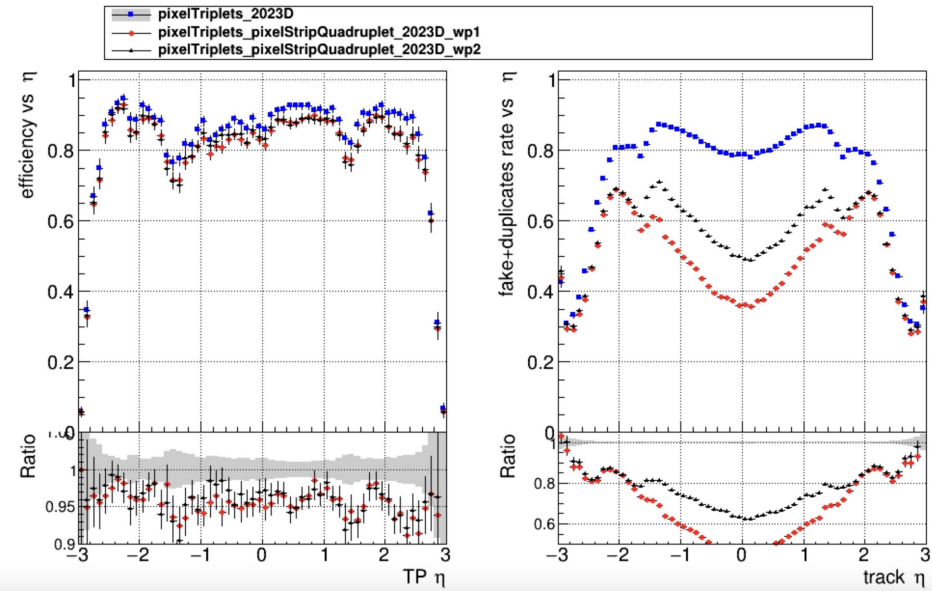 pixelTriplets_2023D
pixelTriplets_pixelStripQuadruplet_2023D_wp1
pixelTriplets_pixelStripQuadruplet_2023D_wp2
efficiency vs η
1
0.8
0.6
0.4
0.2
0
Ratio
1
0.95
0.9
−3 −2 −1 0 1 2 3
TP η
fake+duplicates rate vs η
1
0.8
0.6
0.4
0.2
0
Ratio
1
0.8
0.6
−3 −2 −1 0 1 2 3
track η